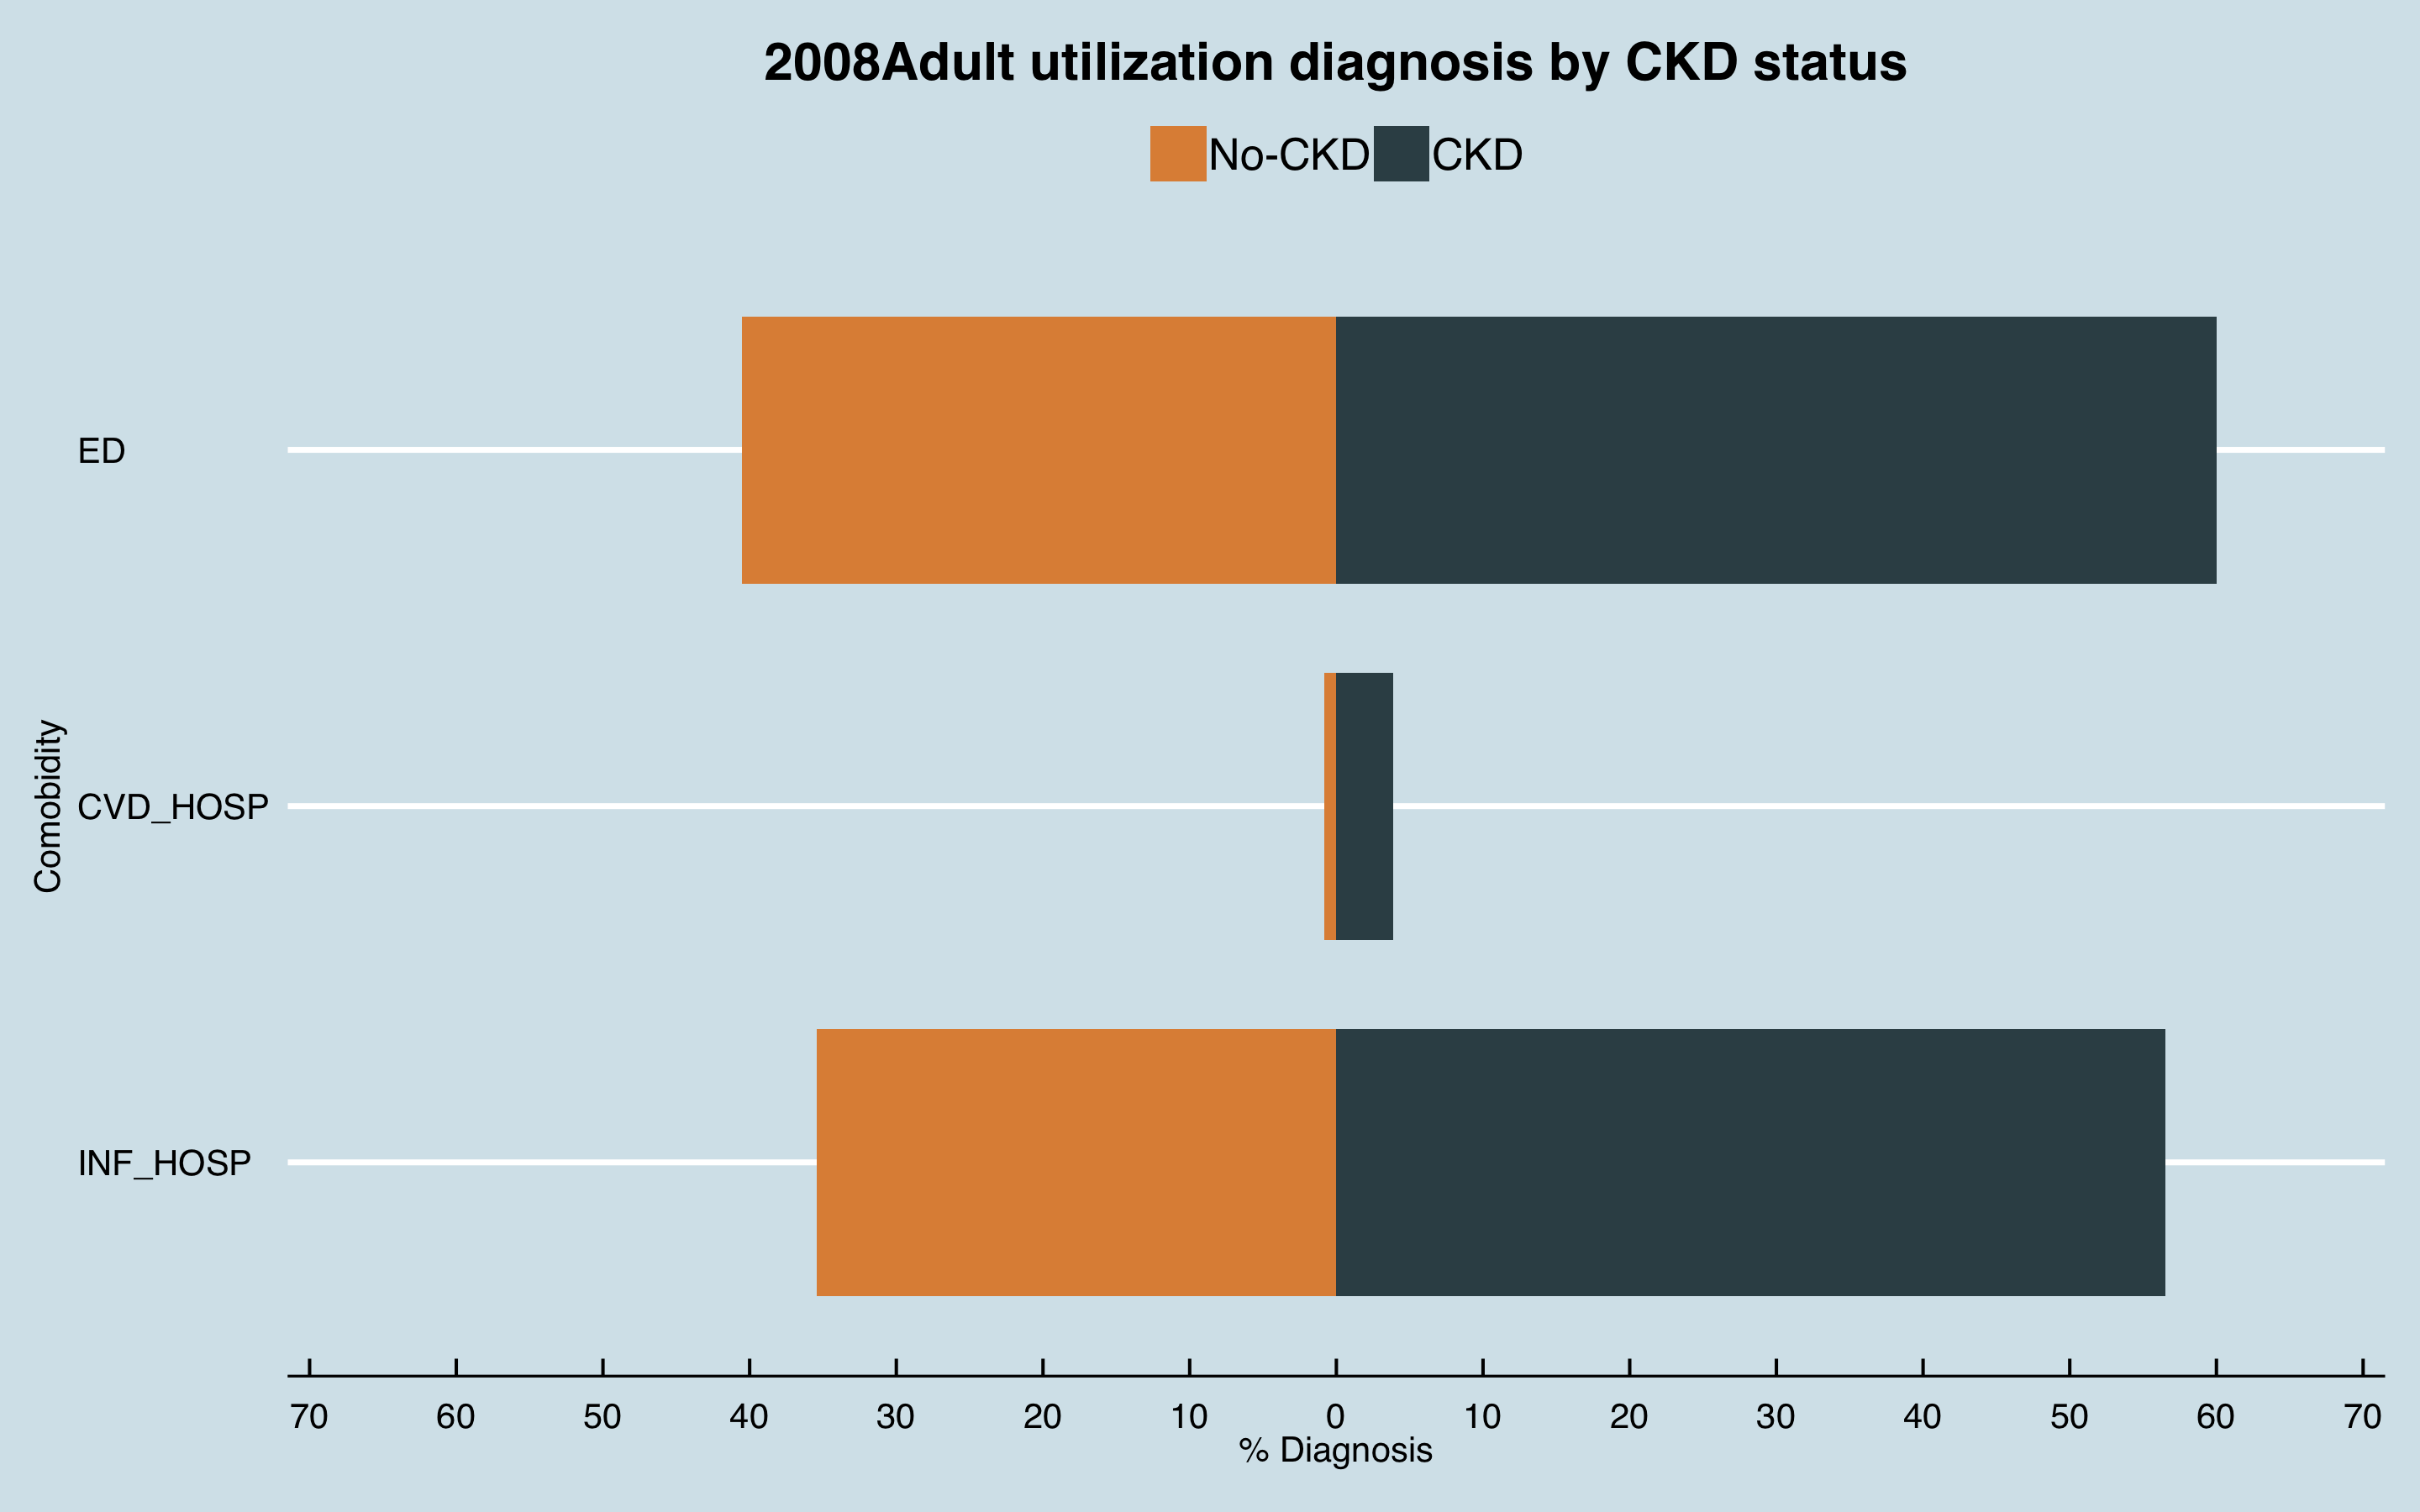 2008Adult utilization diagnosis by CKD status
No-CKD CKD
ED
CVD_HOSP
INF_HOSP
Comobidity
70 60 50 40 30 20 10 0 10 20 30 40 50 60 70
% Diagnosis